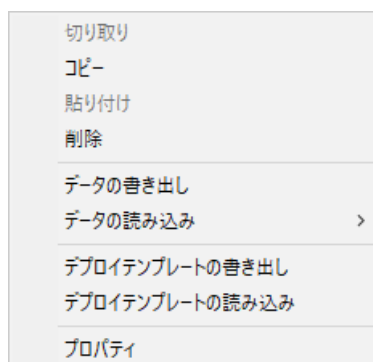 切り取り
コピー
貼り付け
削除
データの書き出し
データの読み込み
デプロイテンプレートの書き出し
デプロイテンプレートの読み込み
プロパティ